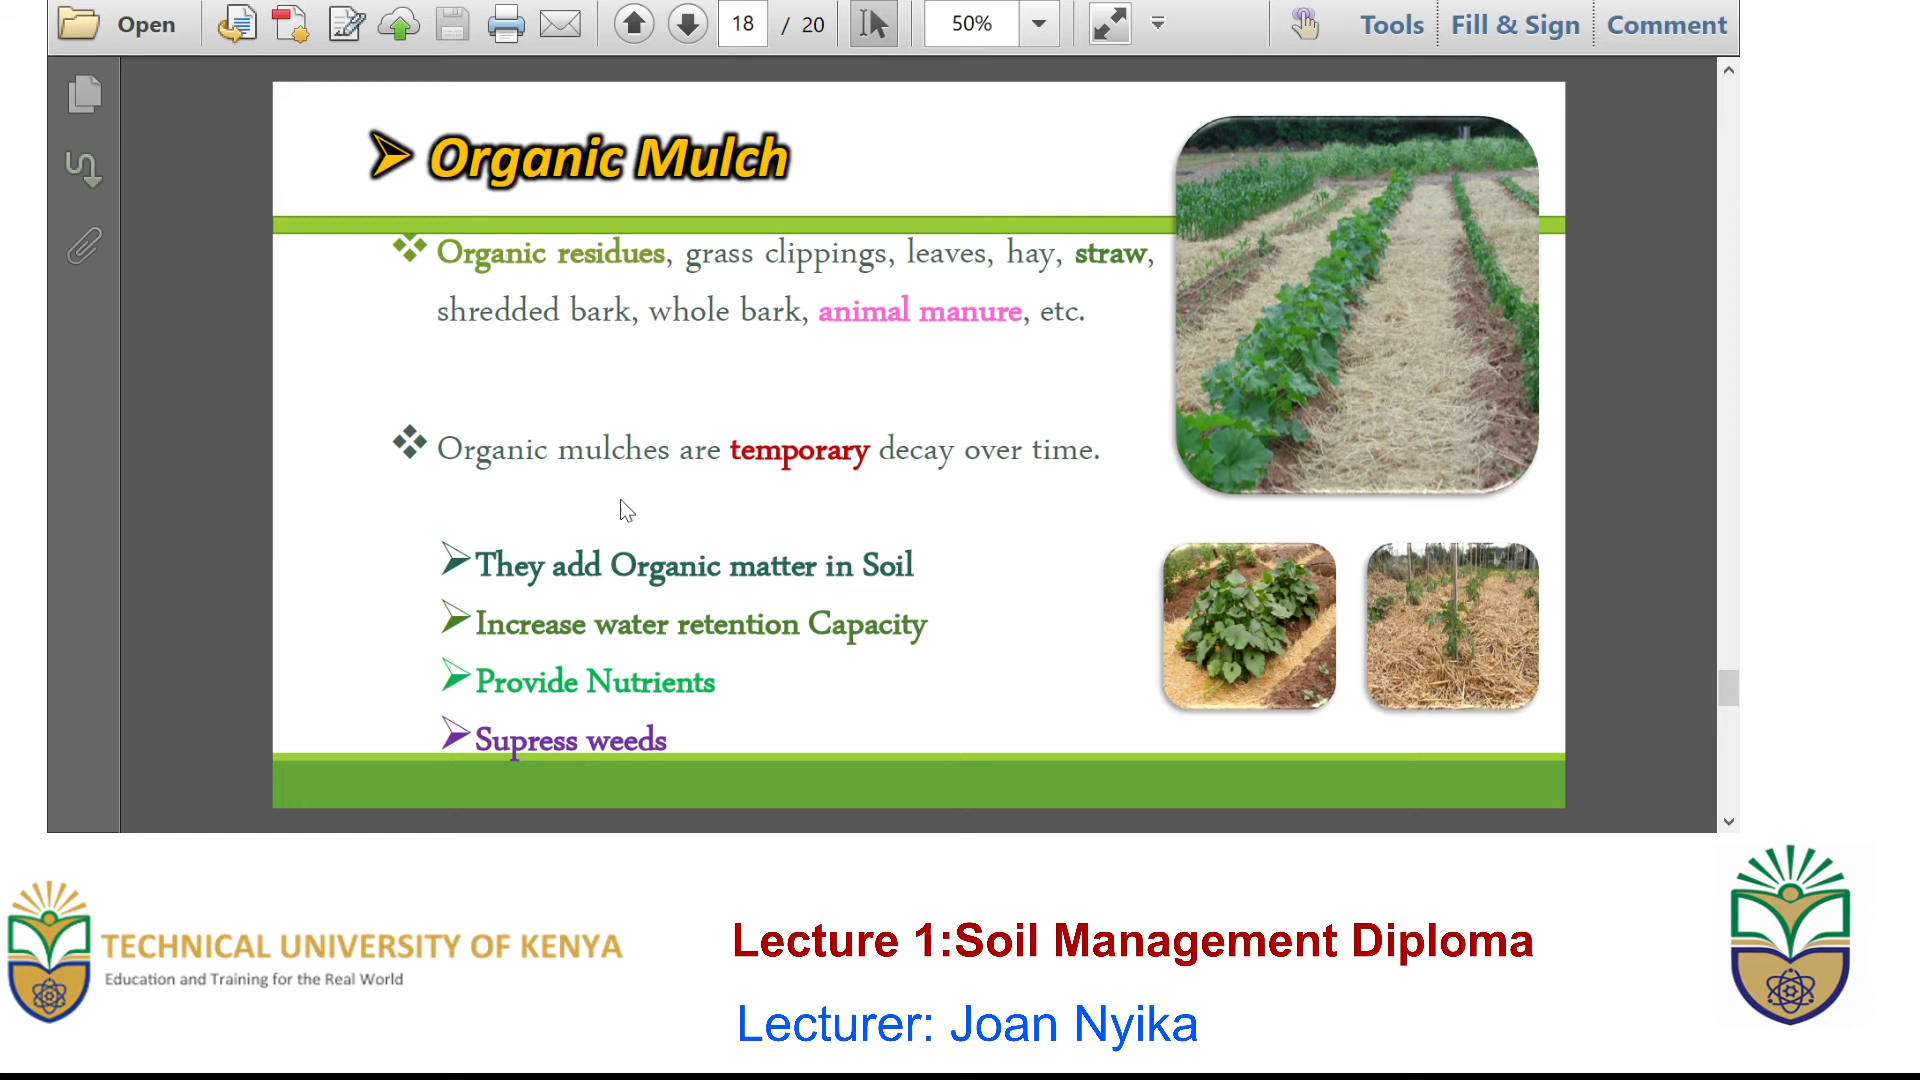 Open
18 / 20
50%
Tools
Fill & Sign
Comment
Organic Mulch
Organic residues, grass clippings, leaves, hay, straw,
shredded bark, whole bark, animal manure, etc.
Organic mulches are temporary decay over time.
They add Organic matter in Soil
Increase water retention Capacity
Provide Nutrients
Supress weeds
TECHNICAL UNIVERSITY OF KENYA
Education and Training for the Real World
Lecture 1:Soil Management Diploma
Lecturer: Joan Nyika